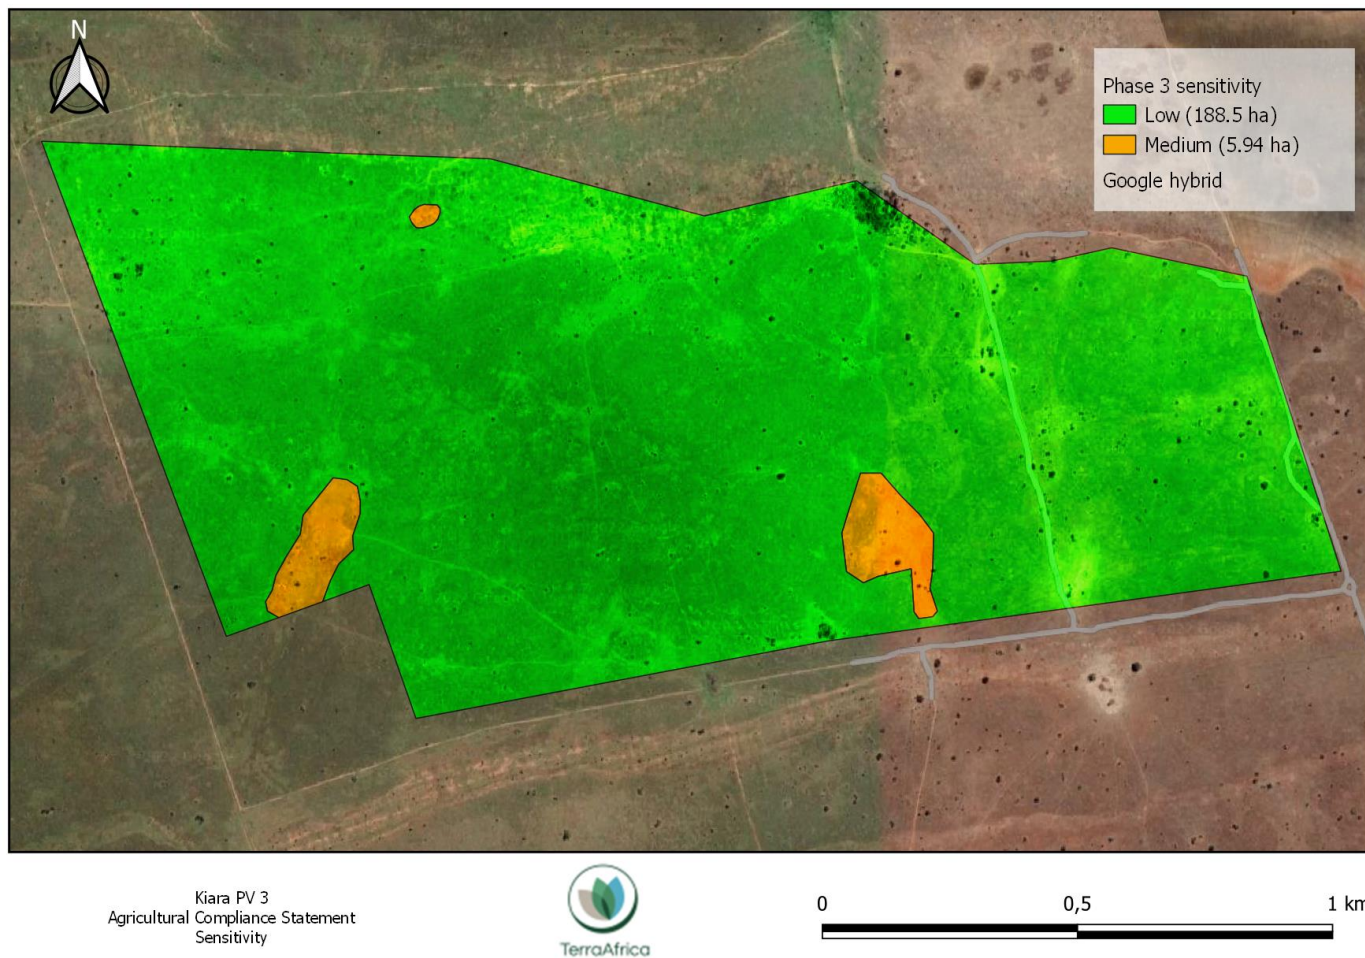 N
Phase 3 sensitivity
Low (188.5 ha)
Medium (5.94 ha)
Google hybrid
Kiara PV 3
Agricultural Compliance Statement
Sensitivity
TerraAfrica
0 0,5 1 km